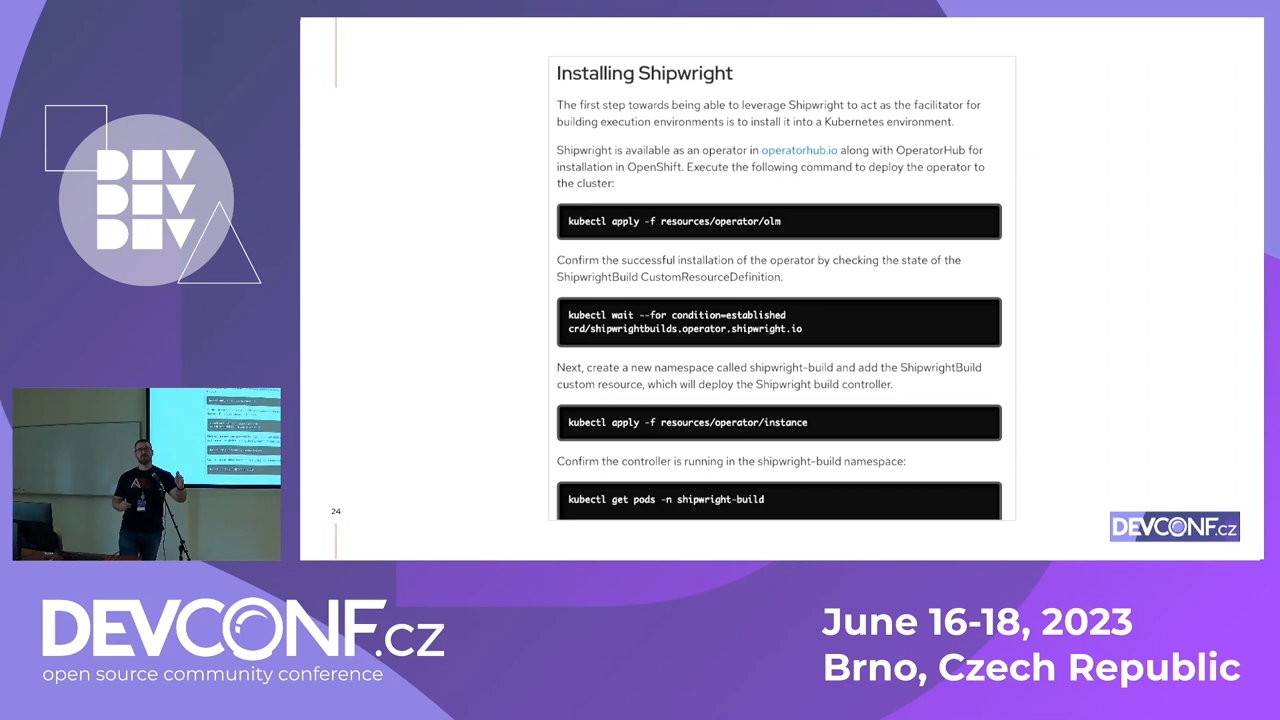 DEV
DEV
DEV
Installing Shipwright
The first step towards being able to leverage Shipwright to act as the facilitator for
building execution environments is to install it into a Kubernetes environment.
Shipwright is available as an operator in operatorhub.io along with OperatorHub for
installation in OpenShift. Execute the following command to deploy the operator to
the cluster:
kubectl apply -f resources/operator/olm
Confirm the successful installation of the operator by checking the state of the
ShipwrightBuild CustomResourceDefinition.
kubectl wait --for condition=established
crd/shipwrightbuilds.operator.shipwright.io
Next, create a new namespace called shipwright-build and add the ShipwrightBuild
custom resource, which will deploy the Shipwright build controller.
kubectl apply -f resources/operator/instance
Confirm the controller is running in the shipwright-build namespace:
kubectl get pods -n shipwright-build
24
DEVCONF.cz
DEVCONF.cz
open source community conference
June 16-18, 2023
Brno, Czech Republic